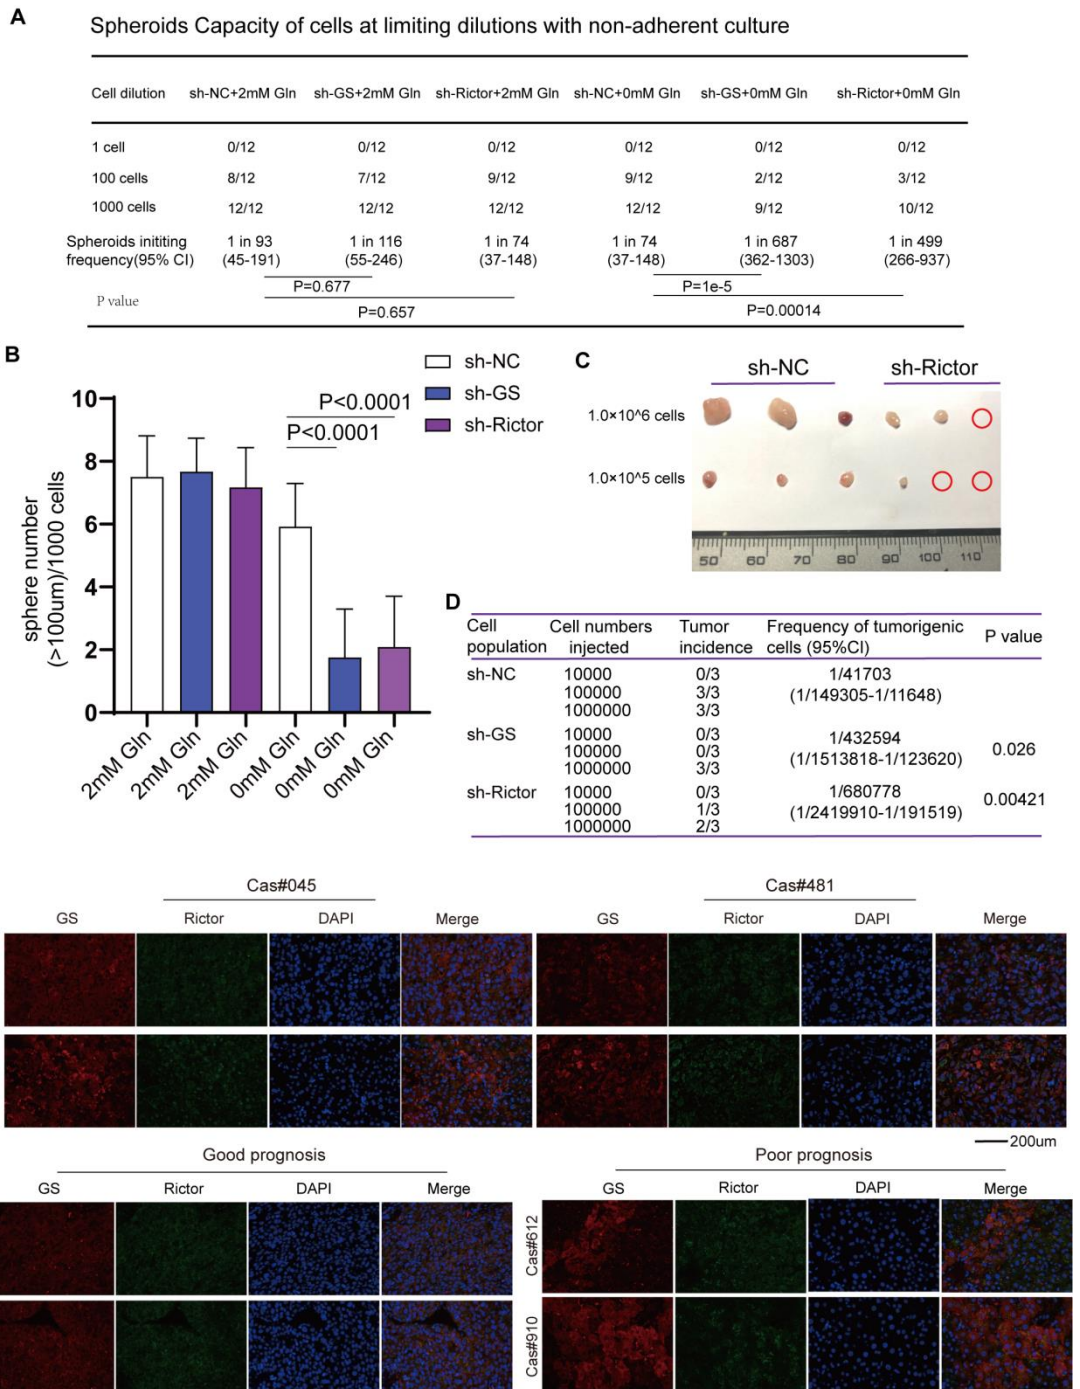 A
Spheroids Capacity of cells at limiting dilutions with non-adherent culture
Cell dilution sh-NC+2mM Gln sh-GS+2mM Gln sh-Rictor+2mM Gln sh-NC+0mM Gln sh-GS+0mM Gln sh-Rictor+0mM Gln
1 cell 0/12 0/12 0/12 0/12 0/12 0/12
100 cells 8/12 7/12 9/12 9/12 2/12 3/12
1000 cells 12/12 12/12 12/12 12/12 9/12 10/12
Spheroids inititing 1 in 93 1 in 116 1 in 74 1 in 74 1 in 687 1 in 499
frequency(95% CI) (45-191) (55-246) (37-148) (37-148) (362-1303) (266-937)
P value
P=0.677 P=1e-5
P=0.657 P=0.00014
B
sh-NC
sh-GS
sh-Rictor
P<0.0001
P<0.0001
sphere number
(>100um)/1000 cells
10
8
6
4
2
0
2mM Gln 2mM Gln 2mM Gln 0mM Gln 0mM Gln 0mM Gln
C
sh-NC sh-Rictor
1.0×10^6 cells
1.0×10^5 cells
50 60 70 80 90 100 110
D
Cell Cell numbers Tumor Frequency of tumorigenic P value
population injected incidence cells (95%CI)
sh-NC 10000 0/3 1/41703
100000 3/3 (1/149305-1/11648)
1000000 3/3
sh-GS 10000 0/3 1/432594
100000 0/3 (1/1513818-1/123620) 0.026
1000000 3/3
sh-Rictor 10000 0/3 1/680778 0.00421
100000 1/3 (1/2419910-1/191519)
1000000 2/3
Cas#045 Cas#481
GS Rictor DAPI Merge GS Rictor DAPI Merge
200um
Good prognosis Poor prognosis
GS Rictor DAPI Merge GS Rictor DAPI Merge
Cas#612
Cas#910